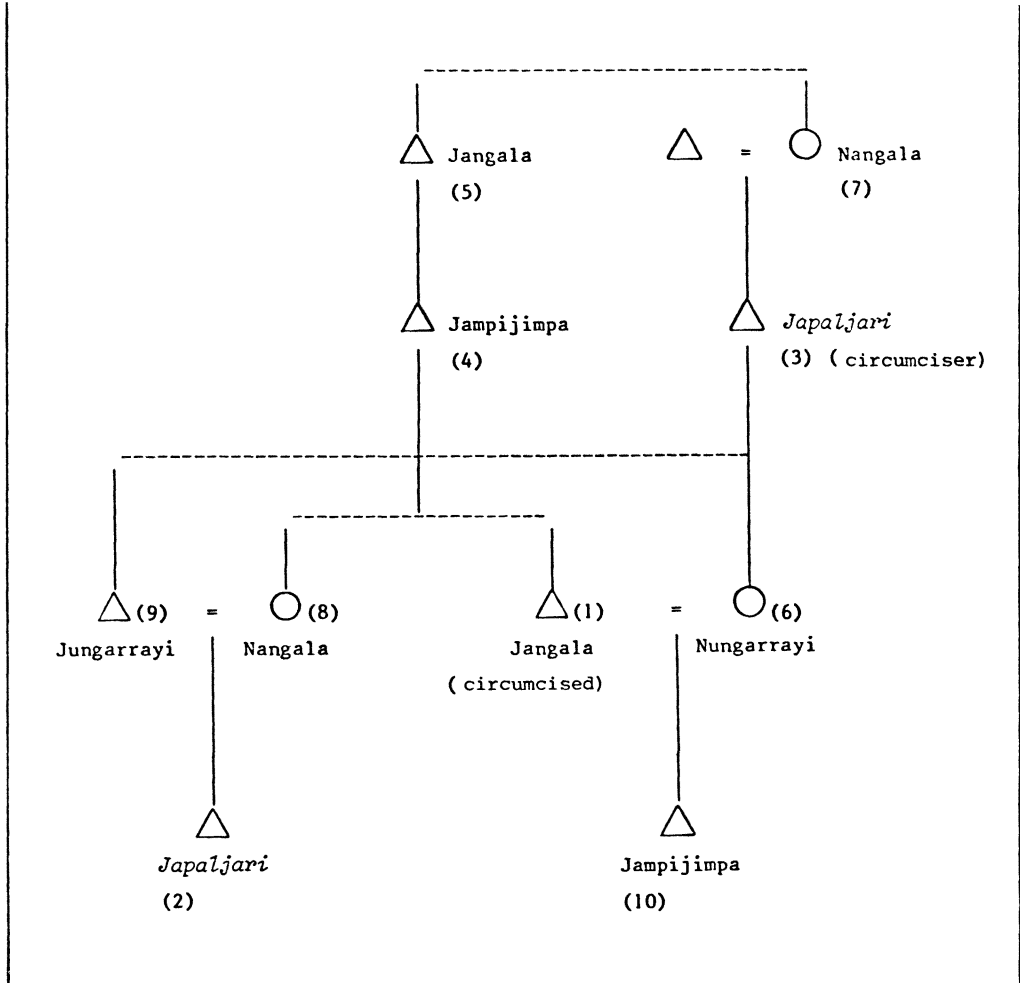 Jangala
(5)
=
Nangala
(7)
Jampijimpa
(4)
Japaljari
(3) ( circumciser)
(9) = (8)
Jungarrayi Nangala
(1) = (6)
Jangala Nungarrayi
( circumcised)
Japaljari
(2)
Jampijimpa
(10)